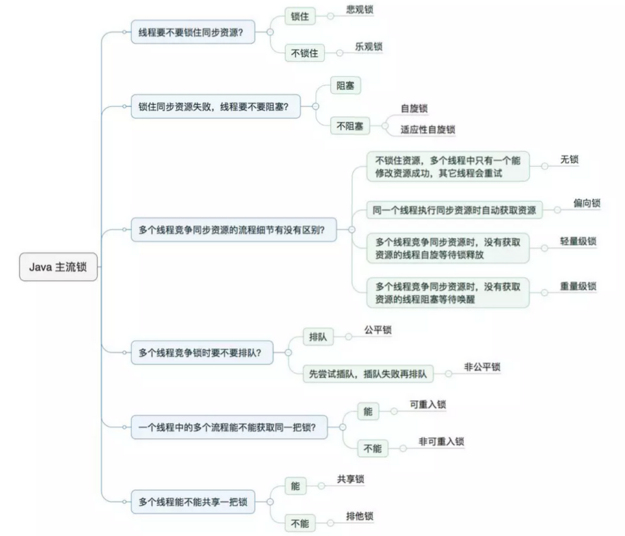 Java 主流锁
线程要不要锁住同步资源？
锁住
悲观锁
不锁住
乐观锁
锁住同步资源失败，线程要不要阻塞？
阻塞
不阻塞
自旋锁
适应性自旋锁
多个线程竞争同步资源的流程细节有没有区别？
不锁住资源，多个线程中只有一个能
修改资源成功，其它线程会重试
无锁
同一个线程执行同步资源时自动获取资源
偏向锁
多个线程竞争同步资源时，没有获取
资源的线程自旋等待锁释放
轻量级锁
多个线程竞争同步资源时，没有获取
资源的线程阻塞等待唤醒
重量级锁
多个线程竞争锁时要不要排队？
排队
公平锁
先尝试插队，插队失败再排队
非公平锁
一个线程中的多个流程能不能获取同一把锁？
能
可重入锁
不能
非可重入锁
多个线程能不能共享一把锁
能
共享锁
不能
排他锁